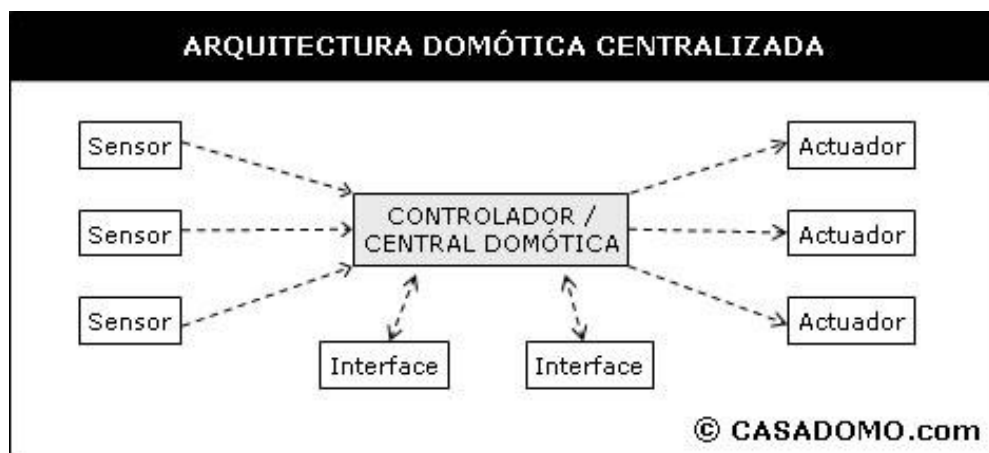 ARQUITECTURA DOMÓTICA CENTRALIZADA
Sensor
Actuador
CONTROLADOR /
CENTRAL DOMÓTICA
Sensor
Actuador
Sensor
Actuador
Interface
Interface
© CASADOMO.com